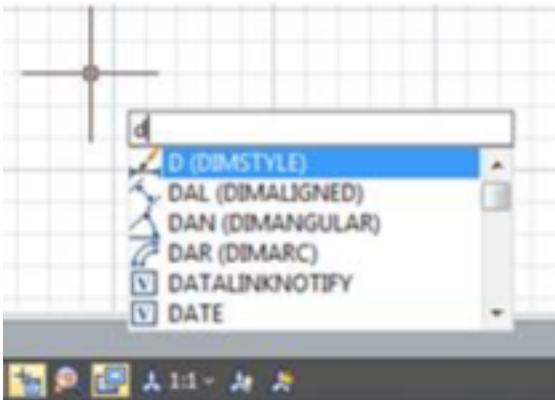 d
D (DIMSTYLE)
DAL (DIMALIGNED)
DAN (DIMANGULAR)
DAR (DIMARC)
V DATALINKNOTIFY
V DATE
1:1